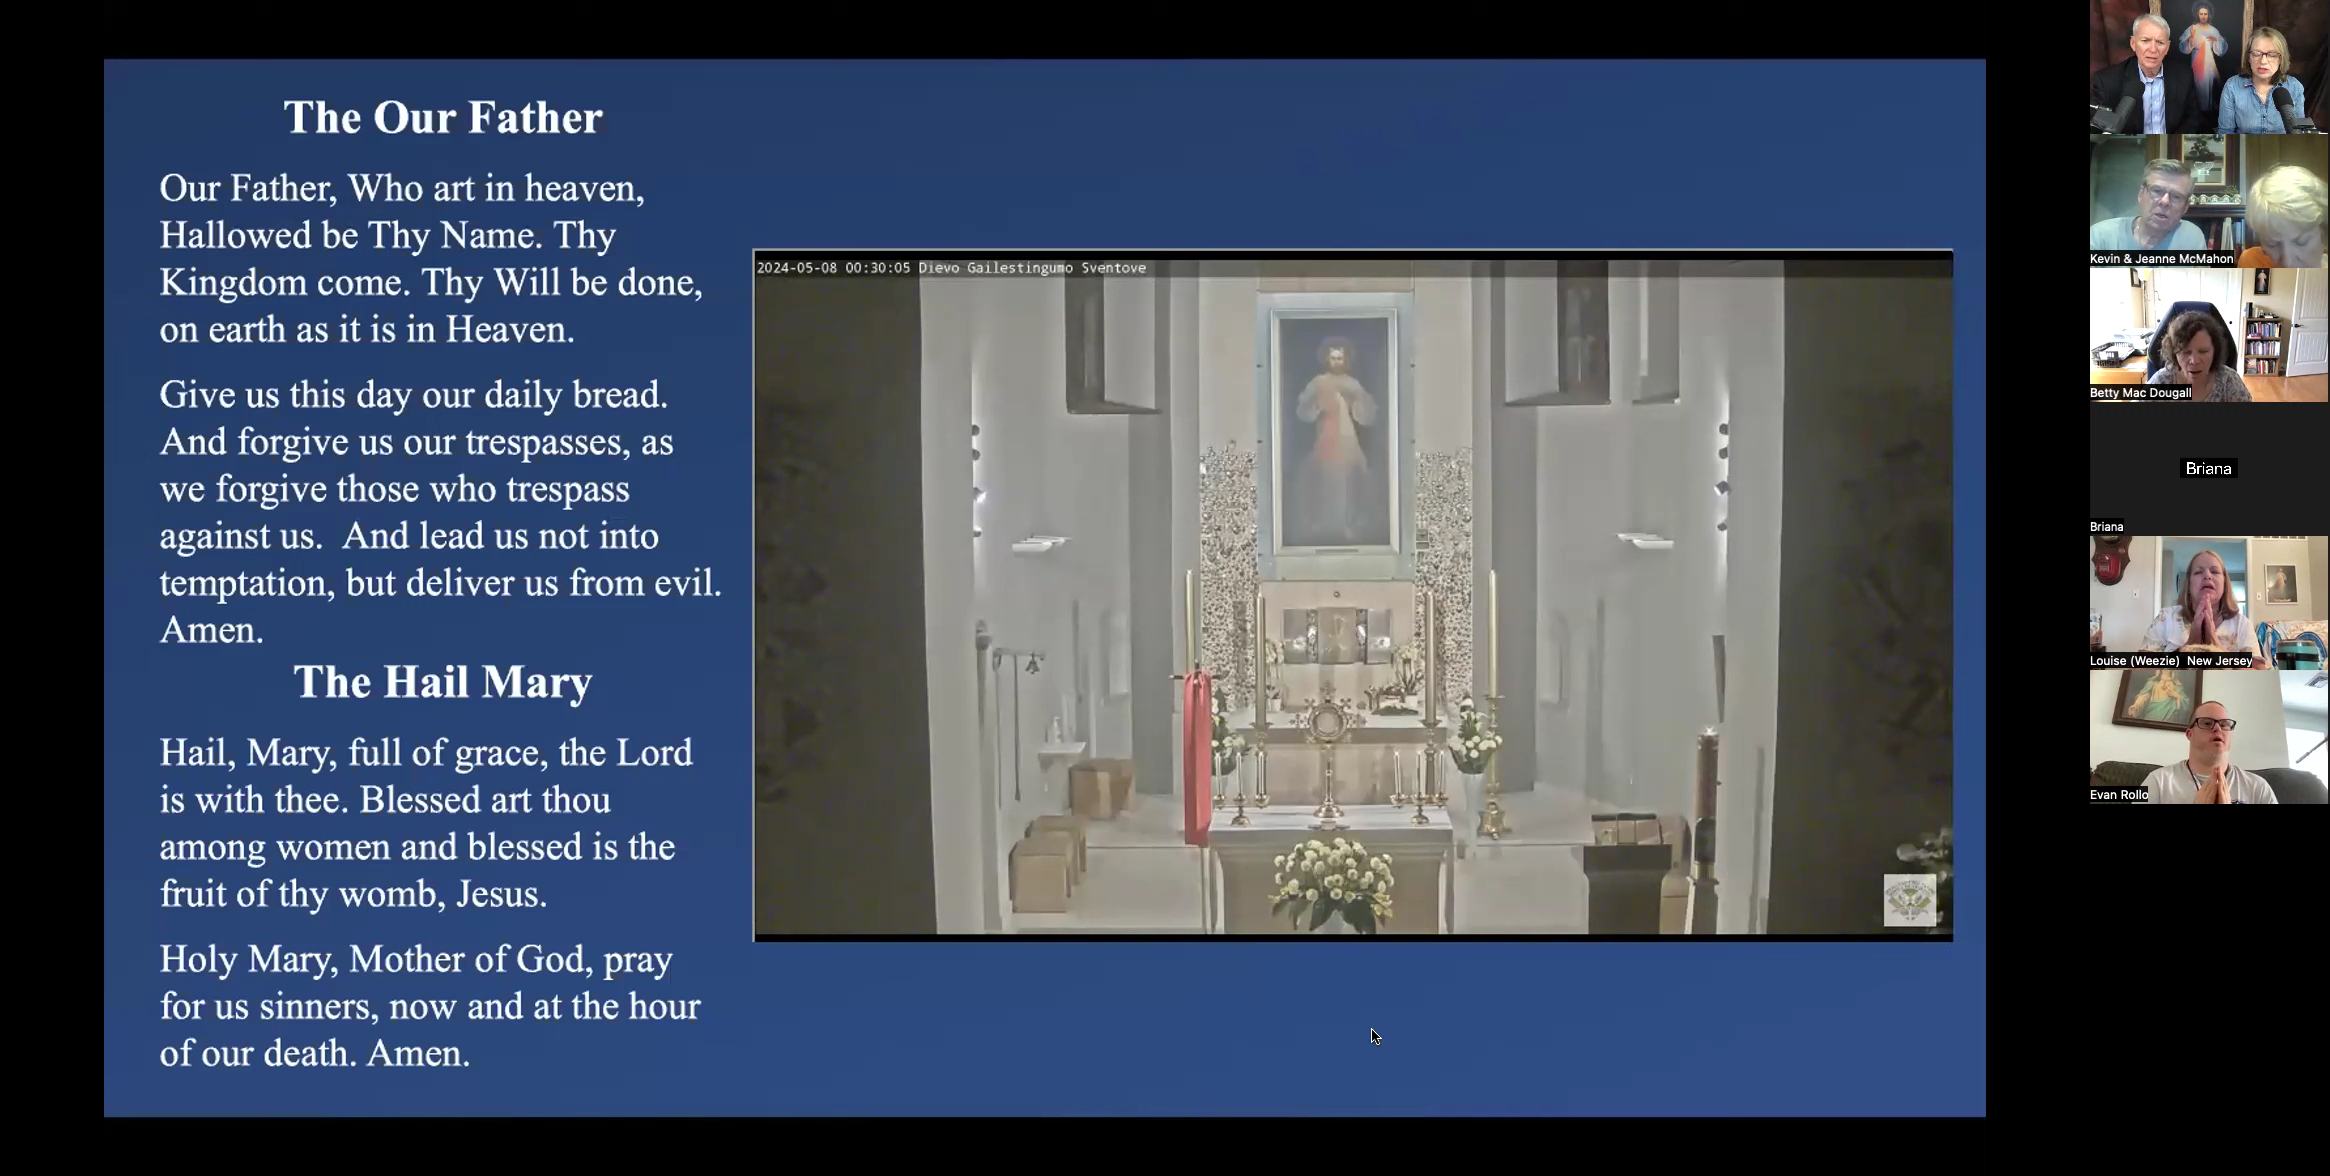 The Our Father
Our Father, Who art in heaven,
Hallowed be Thy Name. Thy
Kingdom come. Thy Will be done,
on earth as it is in Heaven.
Give us this day our daily bread.
And forgive us our trespasses, as
we forgive those who trespass
against us.  And lead us not into
temptation, but deliver us from evil.
Amen.
The Hail Mary
Hail, Mary, full of grace, the Lord
is with thee. Blessed art thou
among women and blessed is the
fruit of thy womb, Jesus.
Holy Mary, Mother of God, pray
for us sinners, now and at the hour
of our death. Amen.
2024-05-08 00:30:05 Dievo Gailestingumo Sventove
Kevin & Jeanne McMahon
Betty Mac Dougall
Briana
Briana
Louise (Weezie)  New Jersey
Evan Rollo